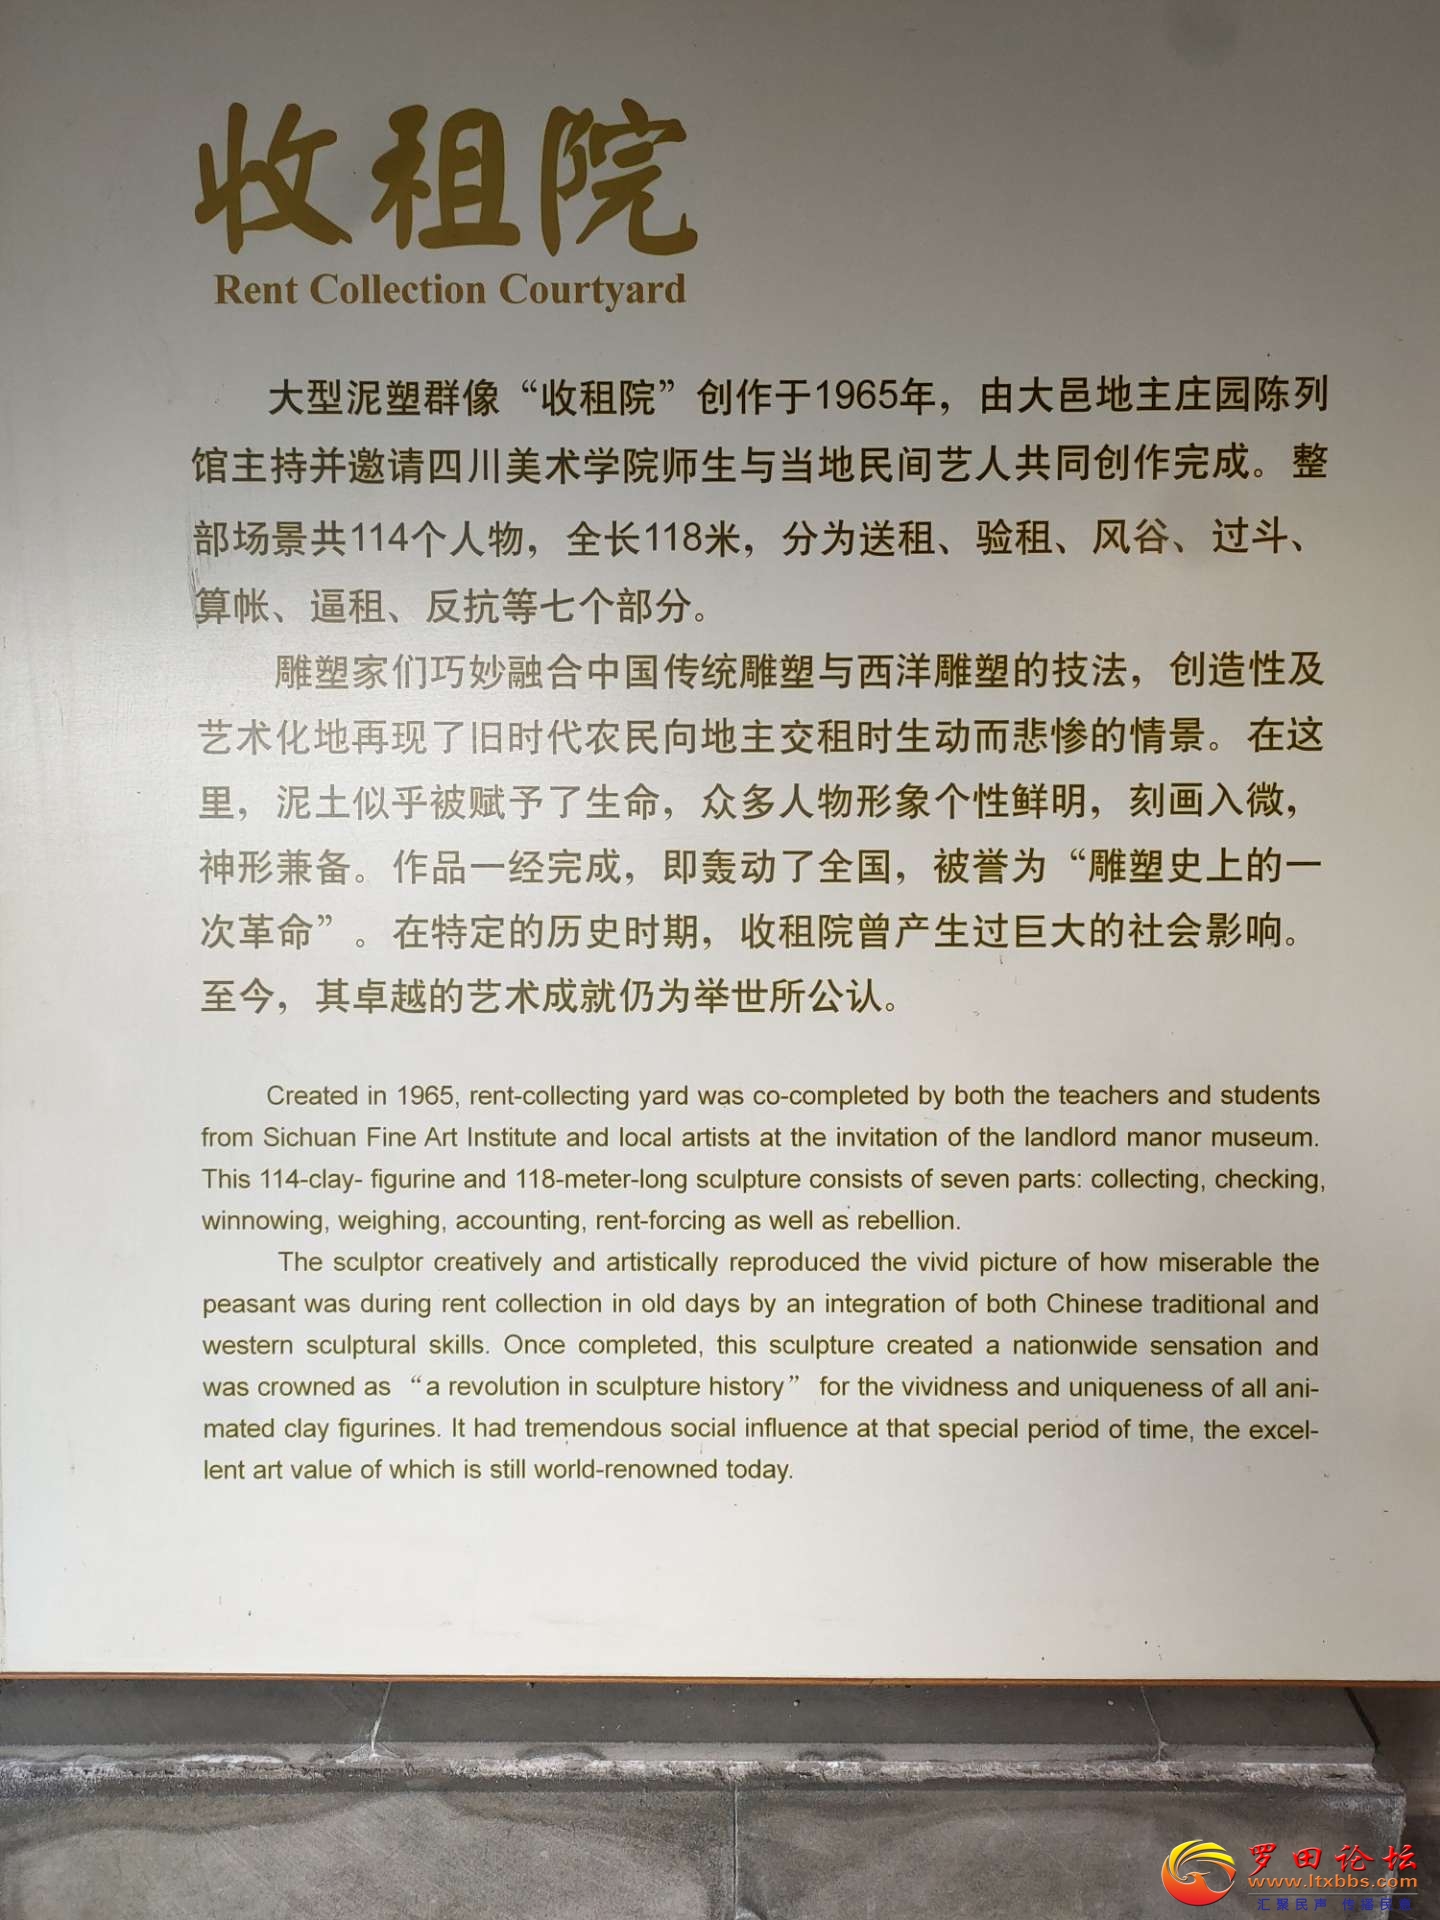 收租院
Rent Collection Courtyard
大型泥塑群像“收租院”创作于1965年，由大邑地主庄园陈列
馆主持并邀请四川美术学院师生与当地民间艺人共同创作完成。整
部场景共114个人物，全长118米，分为送租、验租、风谷、过斗、
算帐、逼租、反抗等七个部分。
雕塑家们巧妙融合中国传统雕塑与西洋雕塑的技法，创造性及
艺术化地再现了旧时代农民向地主交租时生动而悲惨的情景。在这
里，泥土似乎被赋予了生命，众多人物形象个性鲜明，刻画入微，
神形兼备。作品一经完成，即轰动了全国，被誉为“雕塑史上的一
次革命”。在特定的历史时期，收租院曾产生过巨大的社会影响。
至今，其卓越的艺术成就仍为举世所公认。
Created in 1965, rent-collecting yard was co-completed by both the teachers and students
from Sichuan Fine Art Institute and local artists at the invitation of the landlord manor museum.
This 114-clay- figurine and 118-meter-long sculpture consists of seven parts: collecting, checking,
winnowing, weighing, accounting, rent-forcing as well as rebellion.
The sculptor creatively and artistically reproduced the vivid picture of how miserable the
peasant was during rent collection in old days by an integration of both Chinese traditional and
western sculptural skills. Once completed, this sculpture created a nationwide sensation and
was crowned as “a revolution in sculpture history” for the vividness and uniqueness of all ani-
mated clay figurines. It had tremendous social influence at that special period of time, the excel-
lent art value of which is still world-renowned today.
罗田论坛
www.ltxbbs.com
汇聚民声 传播民意